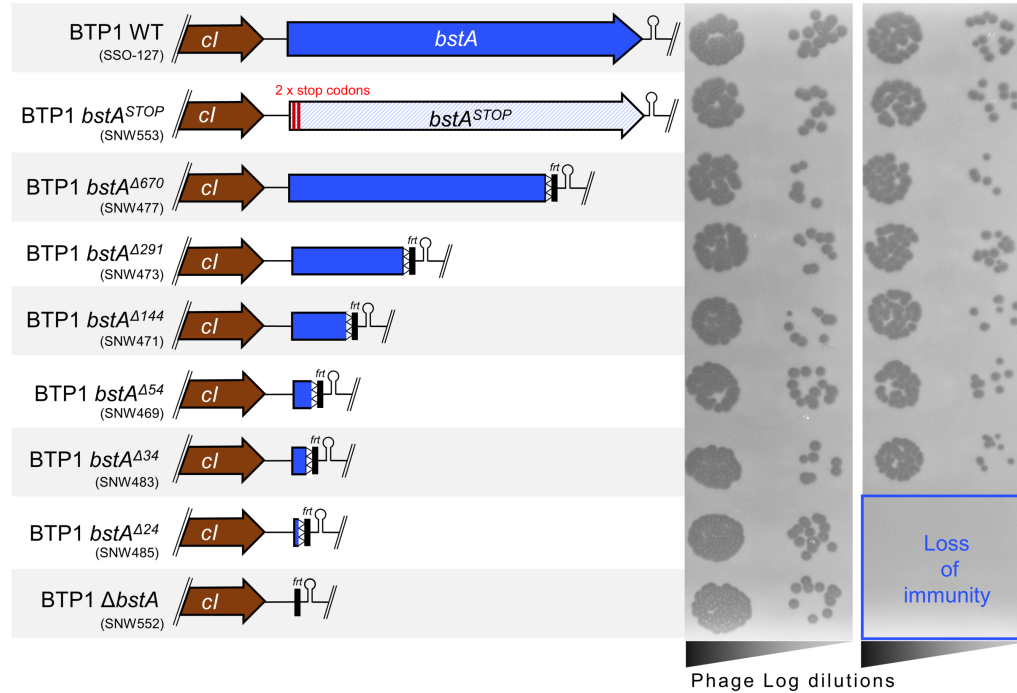 BTP1 WT
(SSO-127)
cI
bstA
2 x stop codons
BTP1 bstA^STOP
(SNW553)
cI
bstA^STOP
BTP1 bstA^Δ670
(SNW477)
cI
frt
BTP1 bstA^Δ291
(SNW473)
cI
frt
BTP1 bstA^Δ144
(SNW471)
cI
frt
BTP1 bstA^Δ54
(SNW469)
cI
frt
BTP1 bstA^Δ34
(SNW483)
cI
frt
BTP1 bstA^Δ24
(SNW485)
cI
frt
BTP1 ΔbstA
(SNW552)
cI
frt
Loss
of
immunity
Phage Log dilutions